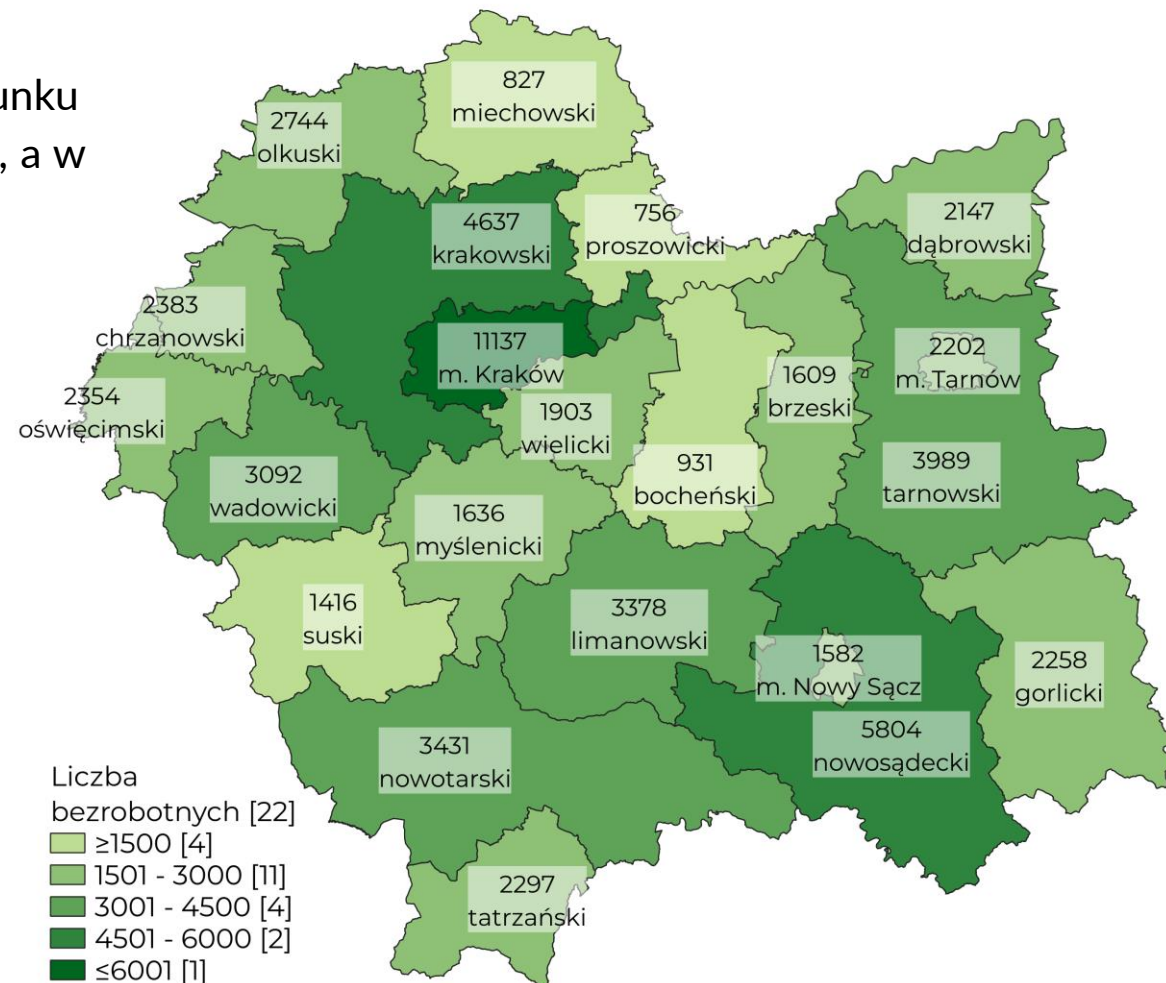 unku
, a w
827
miechowski
2744
olkuski
756
proszowicki
2147
dąbrowski
4637
krakowski
2383
chrzanowski
11137
m. Kraków
2202
m. Tarnów
2354
oświęcimski
1903
wielicki
1609
brzeski
3092
wadowicki
931
bocheński
3989
tarnowski
1636
myślenicki
1416
suski
3378
limanowski
1582
m. Nowy Sącz
2258
gorlicki
5804
nowosądecki
3431
nowotarski
2297
tatrzański
Liczba
bezrobotnych [22]
≥1500 [4]
1501 - 3000 [11]
3001 - 4500 [4]
4501 - 6000 [2]
≤6001 [1]